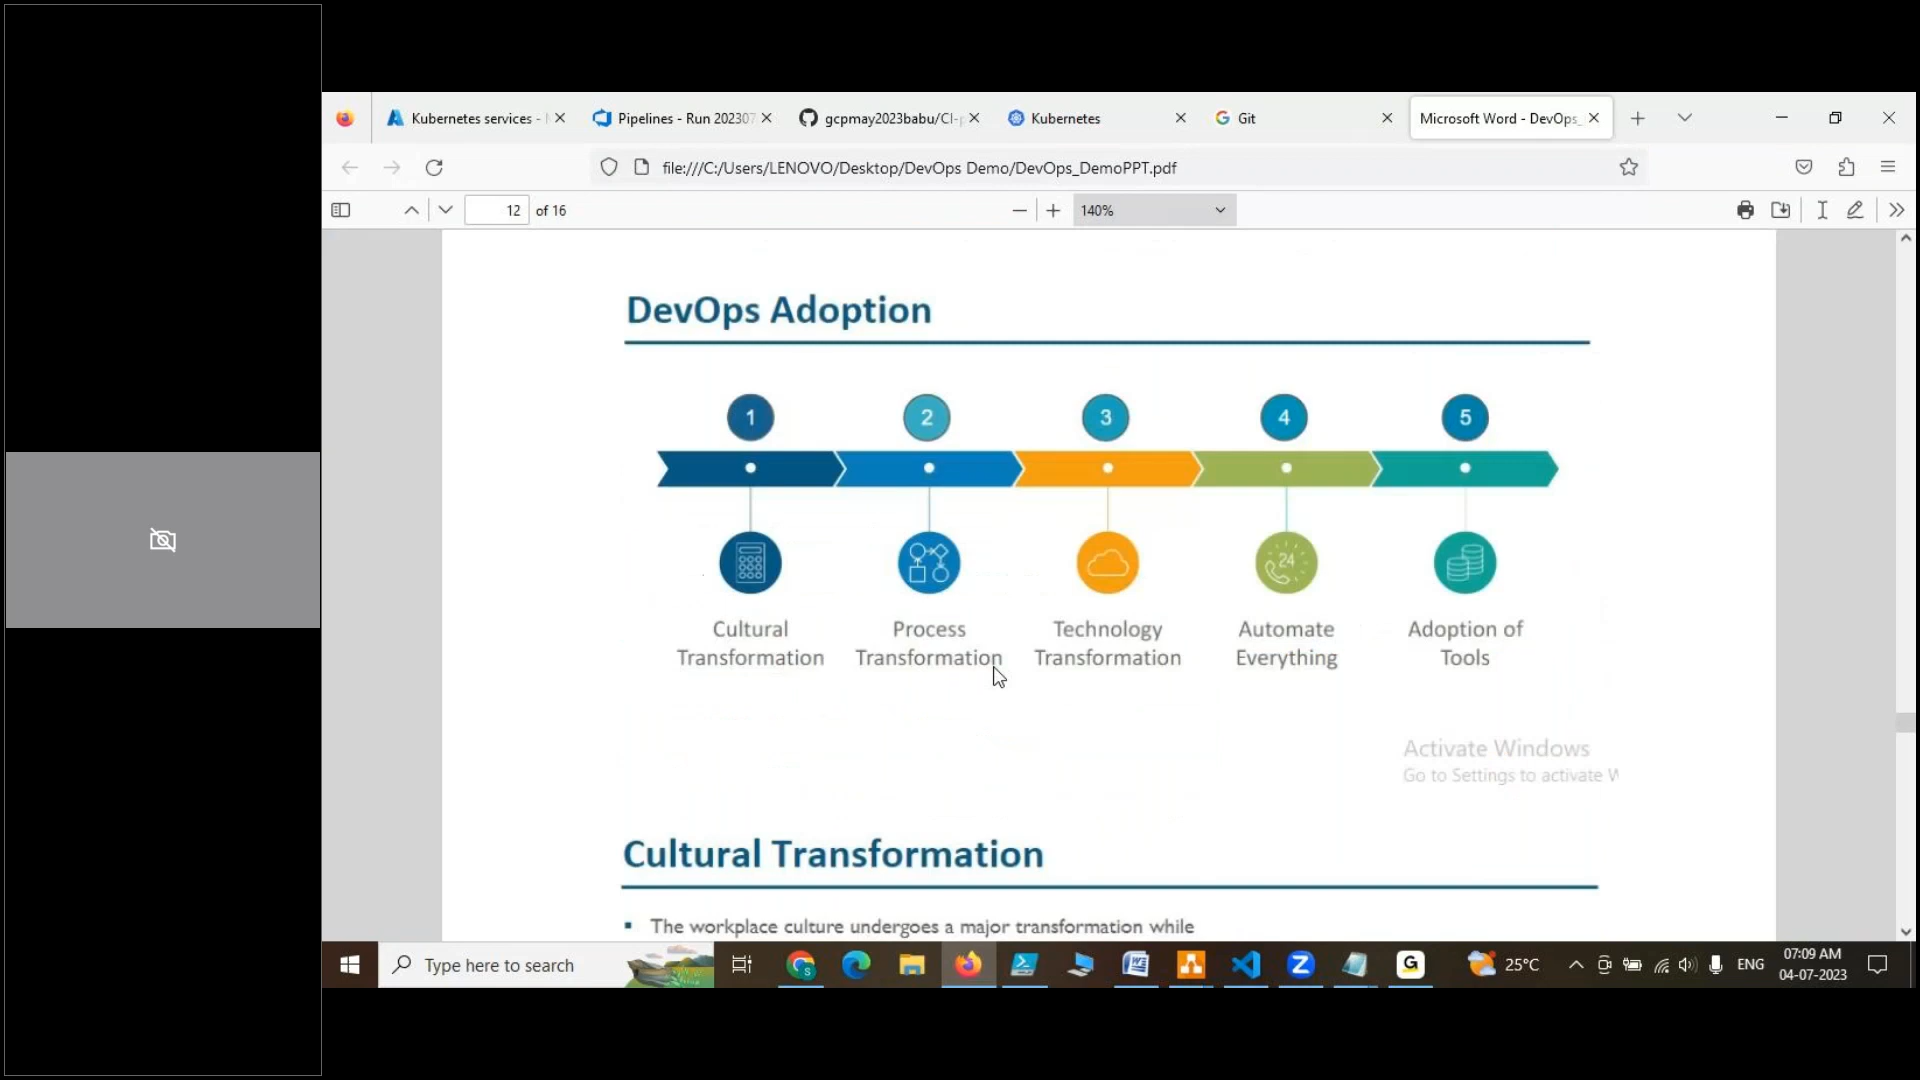 Kubernetes services -
Pipelines - Run 202307
gcpmay2023babu/CI-p
Kubernetes
Git
Microsoft Word - DevOps_
file:///C:/Users/LENOVO/Desktop/DevOps Demo/DevOps_DemoPPT.pdf
12 of 16
140%
DevOps Adoption
1 2 3 4 5
24
Cultural Process Technology Automate Adoption of
Transformation Transformation Transformation Everything Tools
Activate Windows
Go to Settings to activate W
Cultural Transformation
▪ The workplace culture undergoes a major transformation while
Type here to search
25°C
ENG
07:09 AM
04-07-2023